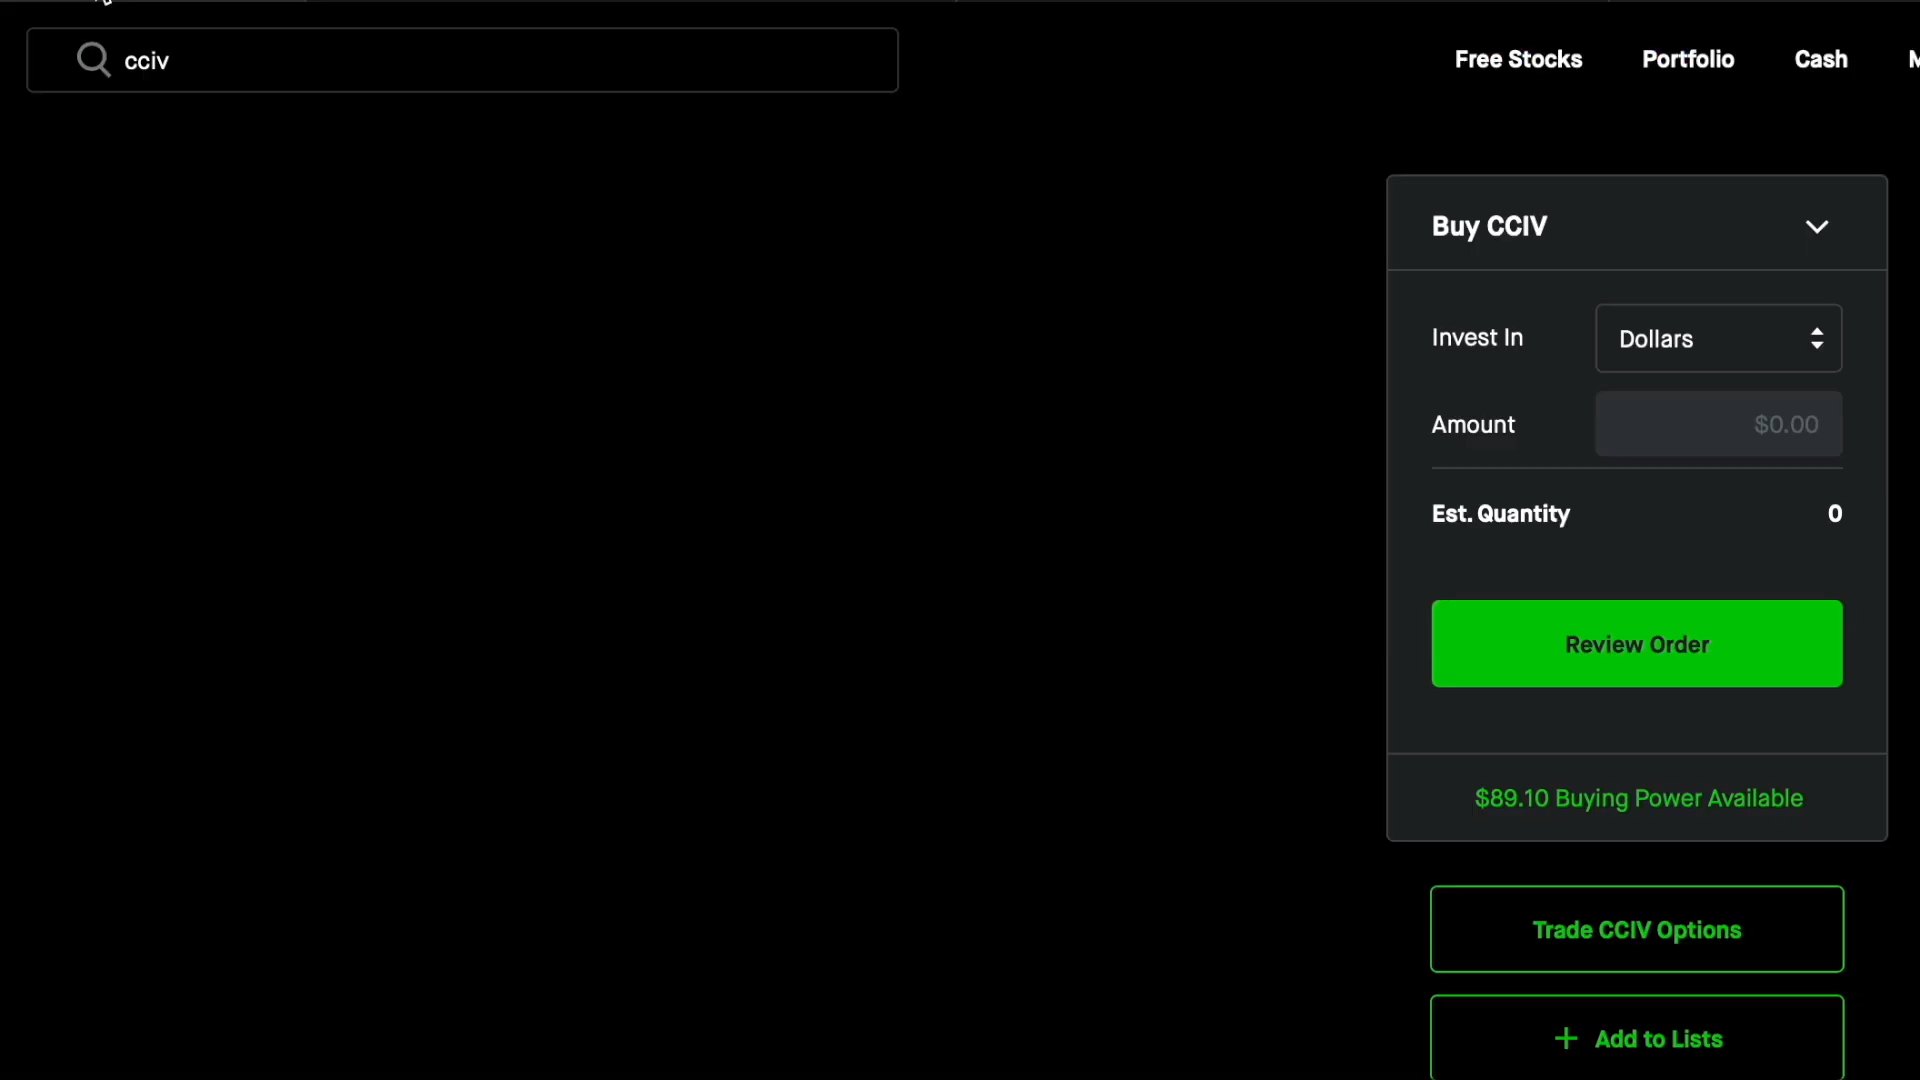 cciv
Free Stocks Portfolio Cash M
Buy CCIV
Invest In Dollars
Amount $0.00
Est. Quantity 0
Review Order
$89.10 Buying Power Available
Trade CCIV Options
+ Add to Lists